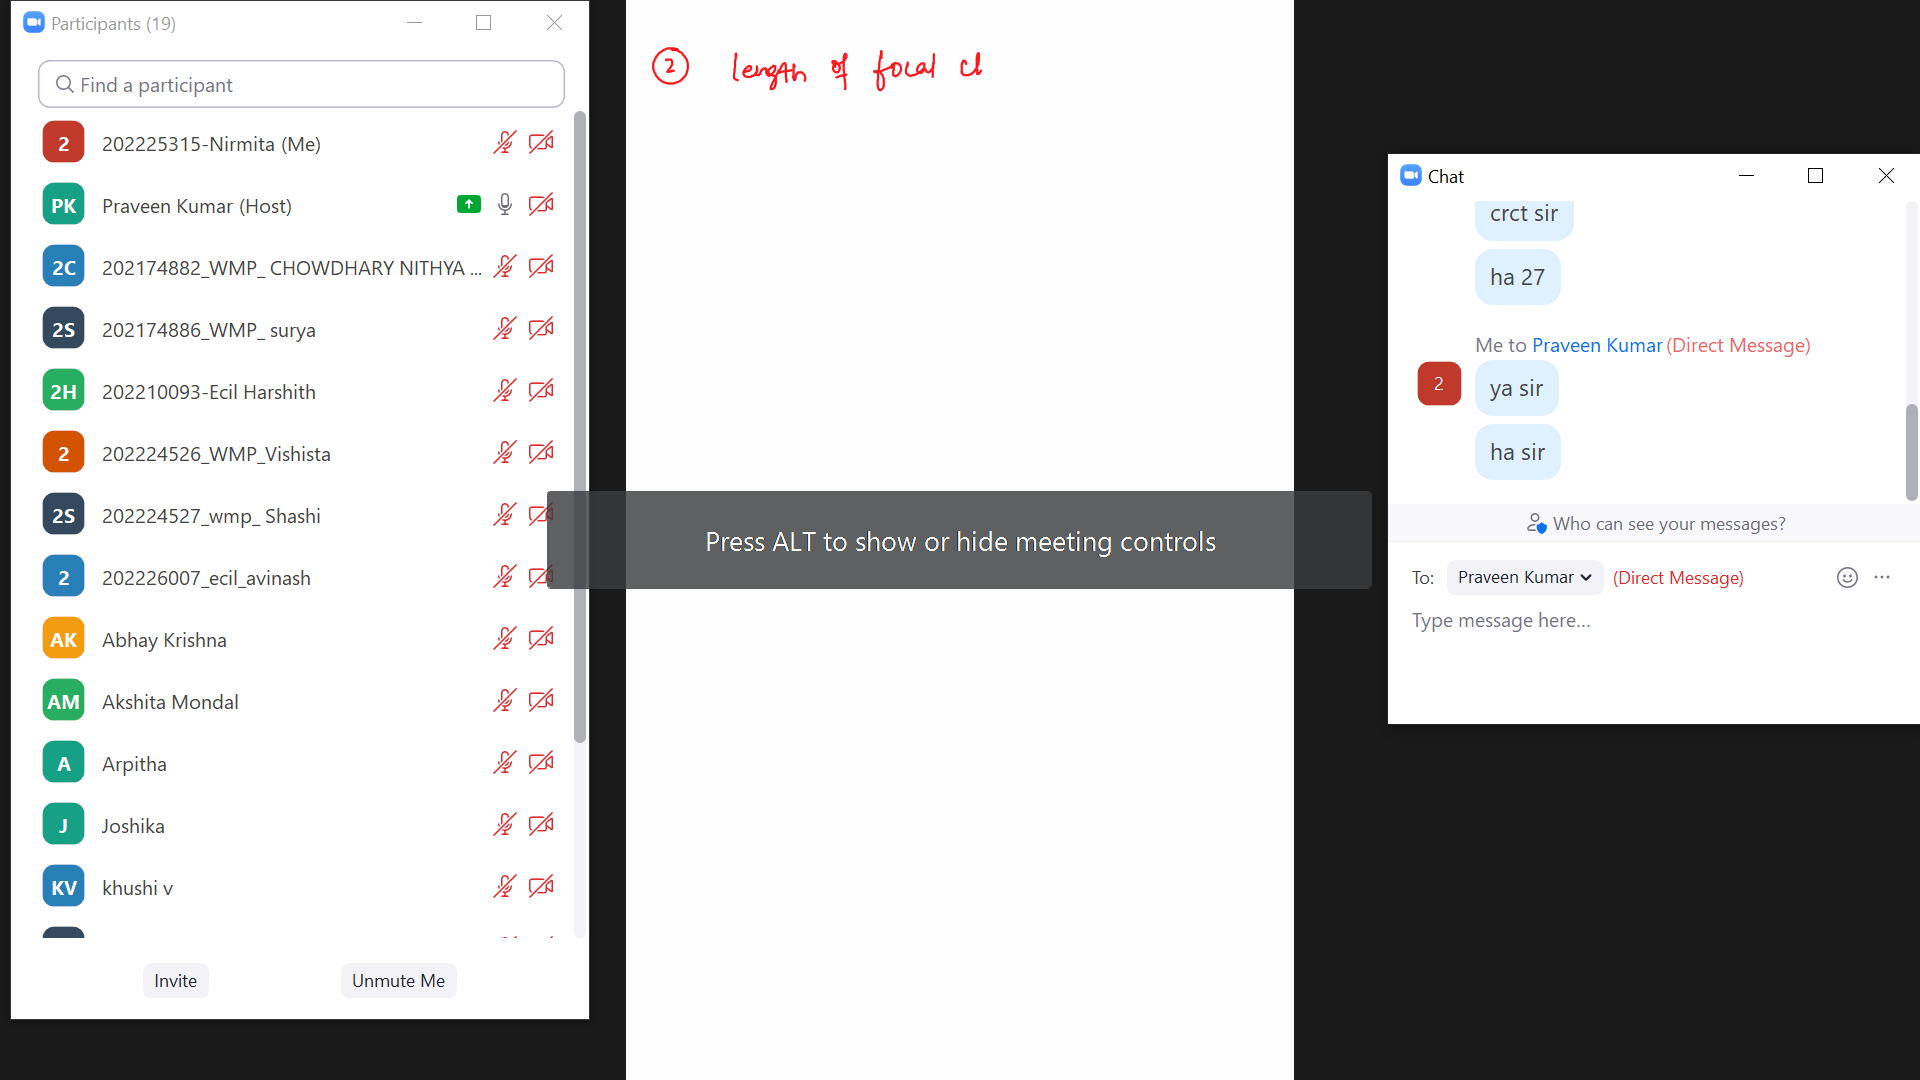 Participants (19)
Find a participant
2 202225315-Nirmita (Me)
PK Praveen Kumar (Host)
2C 202174882_WMP_ CHOWDHARY NITHYA ...
2S 202174886_WMP_ surya
2H 202210093-Ecil Harshith
2 202224526_WMP_Vishista
2S 202224527_wmp_ Shashi
2 202226007_ecil_avinash
AK Abhay Krishna
AM Akshita Mondal
A Arpitha
J Joshika
KV khushi v
Invite Unmute Me
2 length of focal ch
Press ALT to show or hide meeting controls
Chat
crct sir
ha 27
Me to Praveen Kumar (Direct Message)
2 ya sir
ha sir
Who can see your messages?
To: Praveen Kumar (Direct Message)
Type message here...